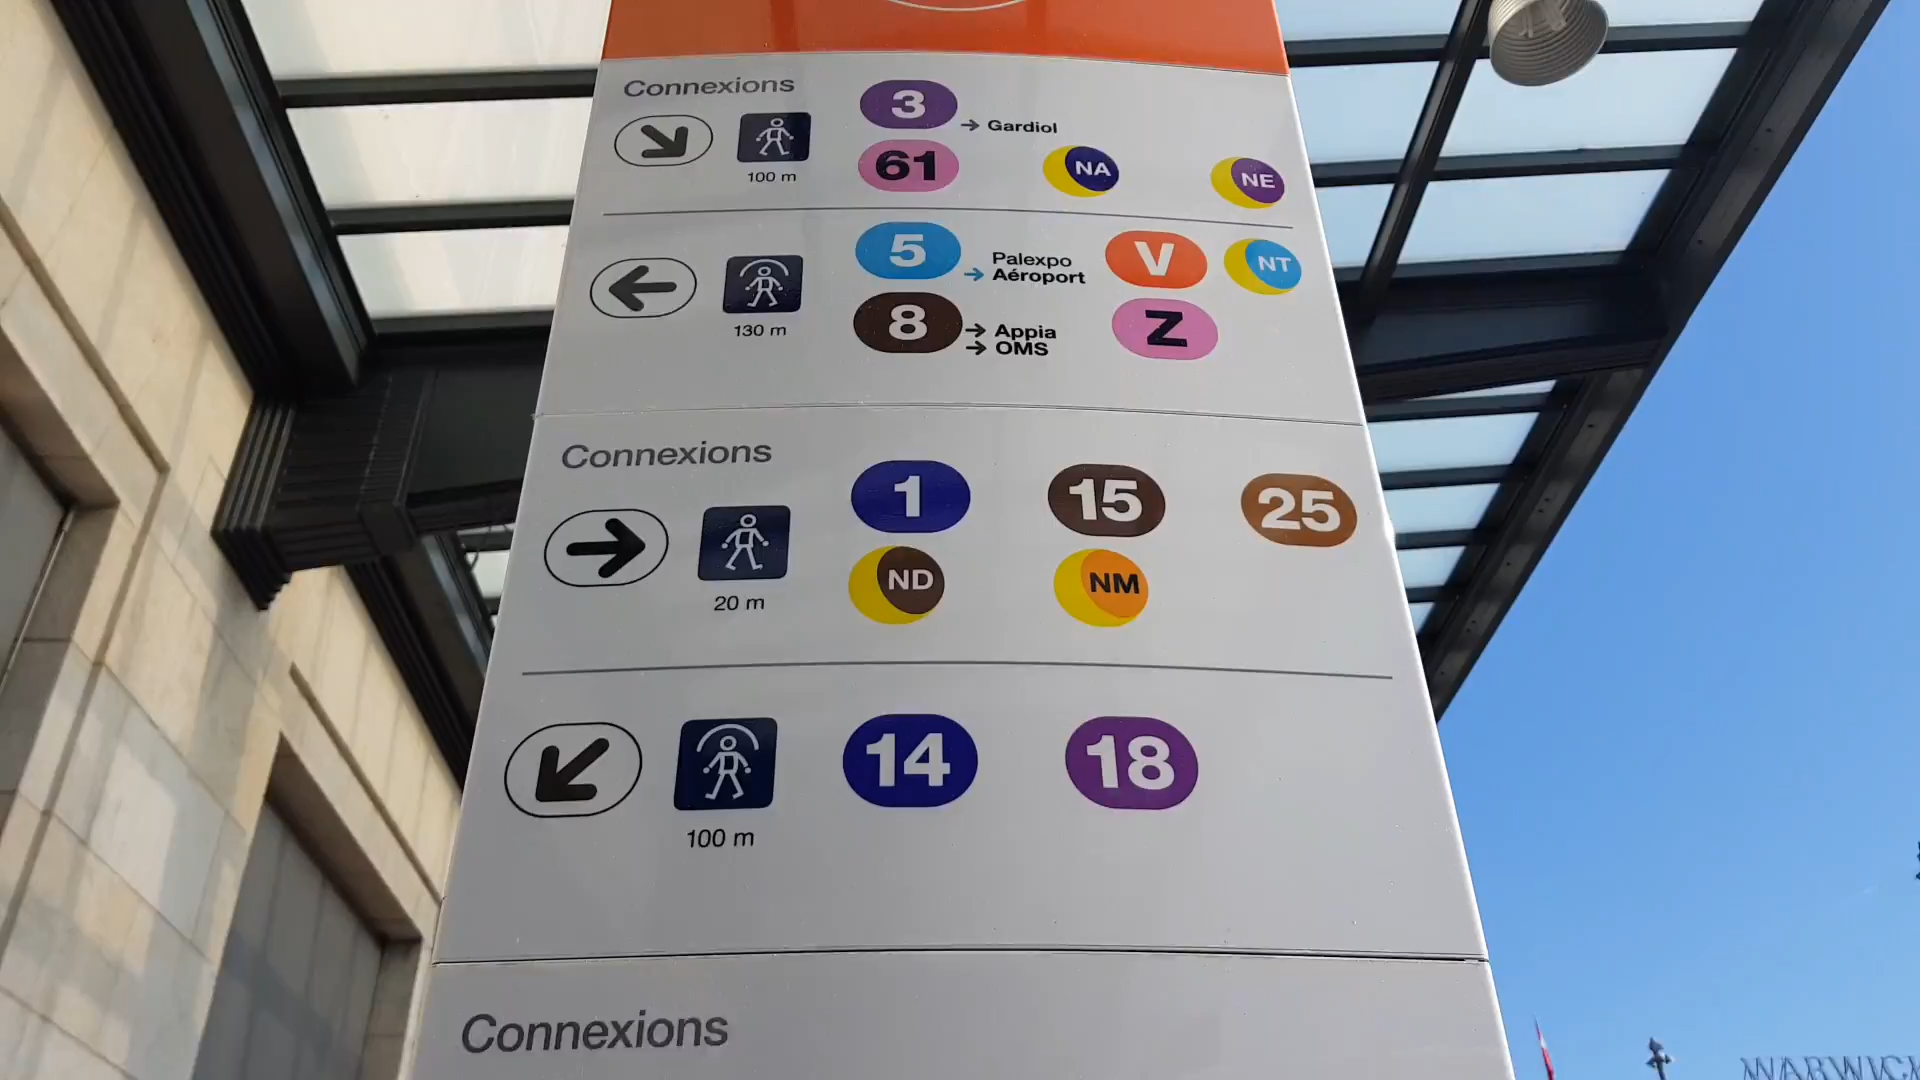 Connexions
3 → Gardiol
100 m
61 NA NE
5 Palexpo V NT
→ Aéroport
130 m
8 → Appia Z
→ OMS
Connexions
1 15 25
20 m
ND NM
14 18
100 m
Connexions
WARWICK